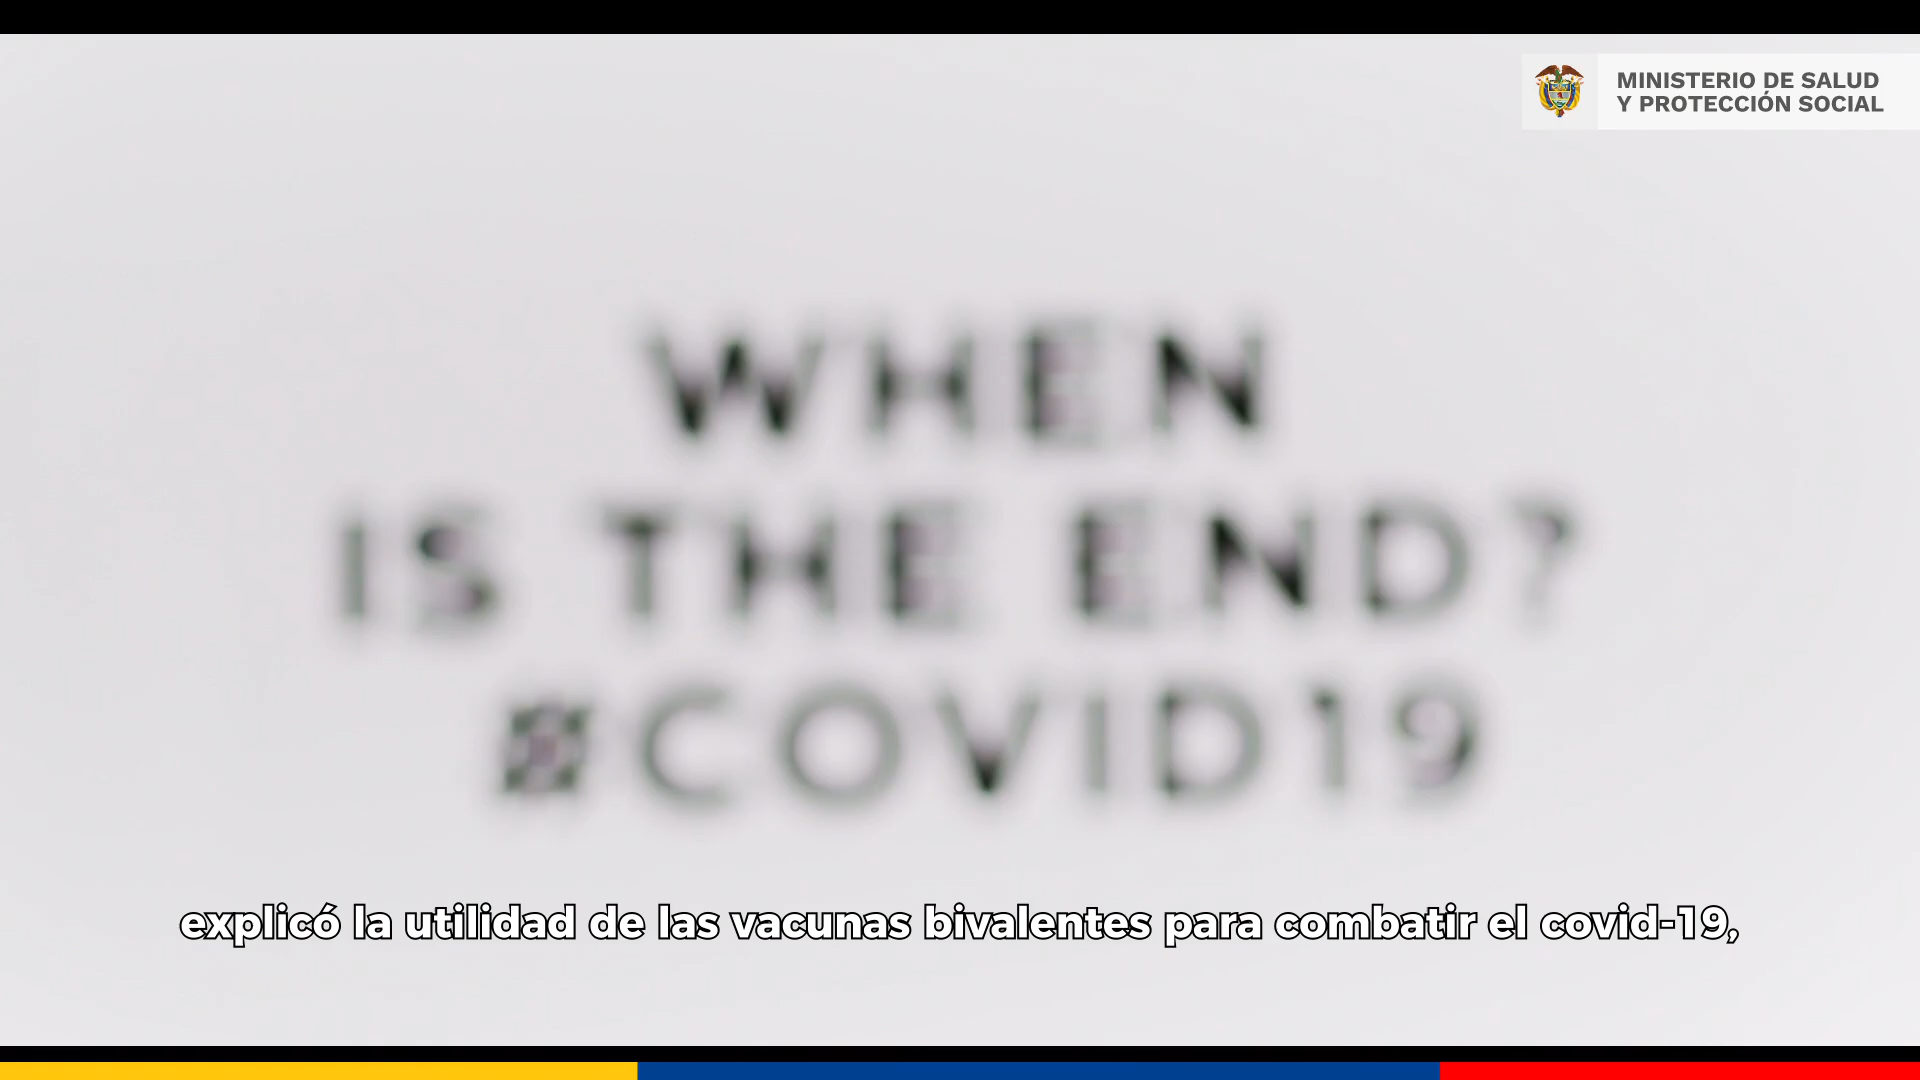 MINISTERIO DE SALUD
Y PROTECCIÓN SOCIAL
WHEN
IS THE END?
#COVID19
explicó la utilidad de las vacunas bivalentes para combatir el covid-19,